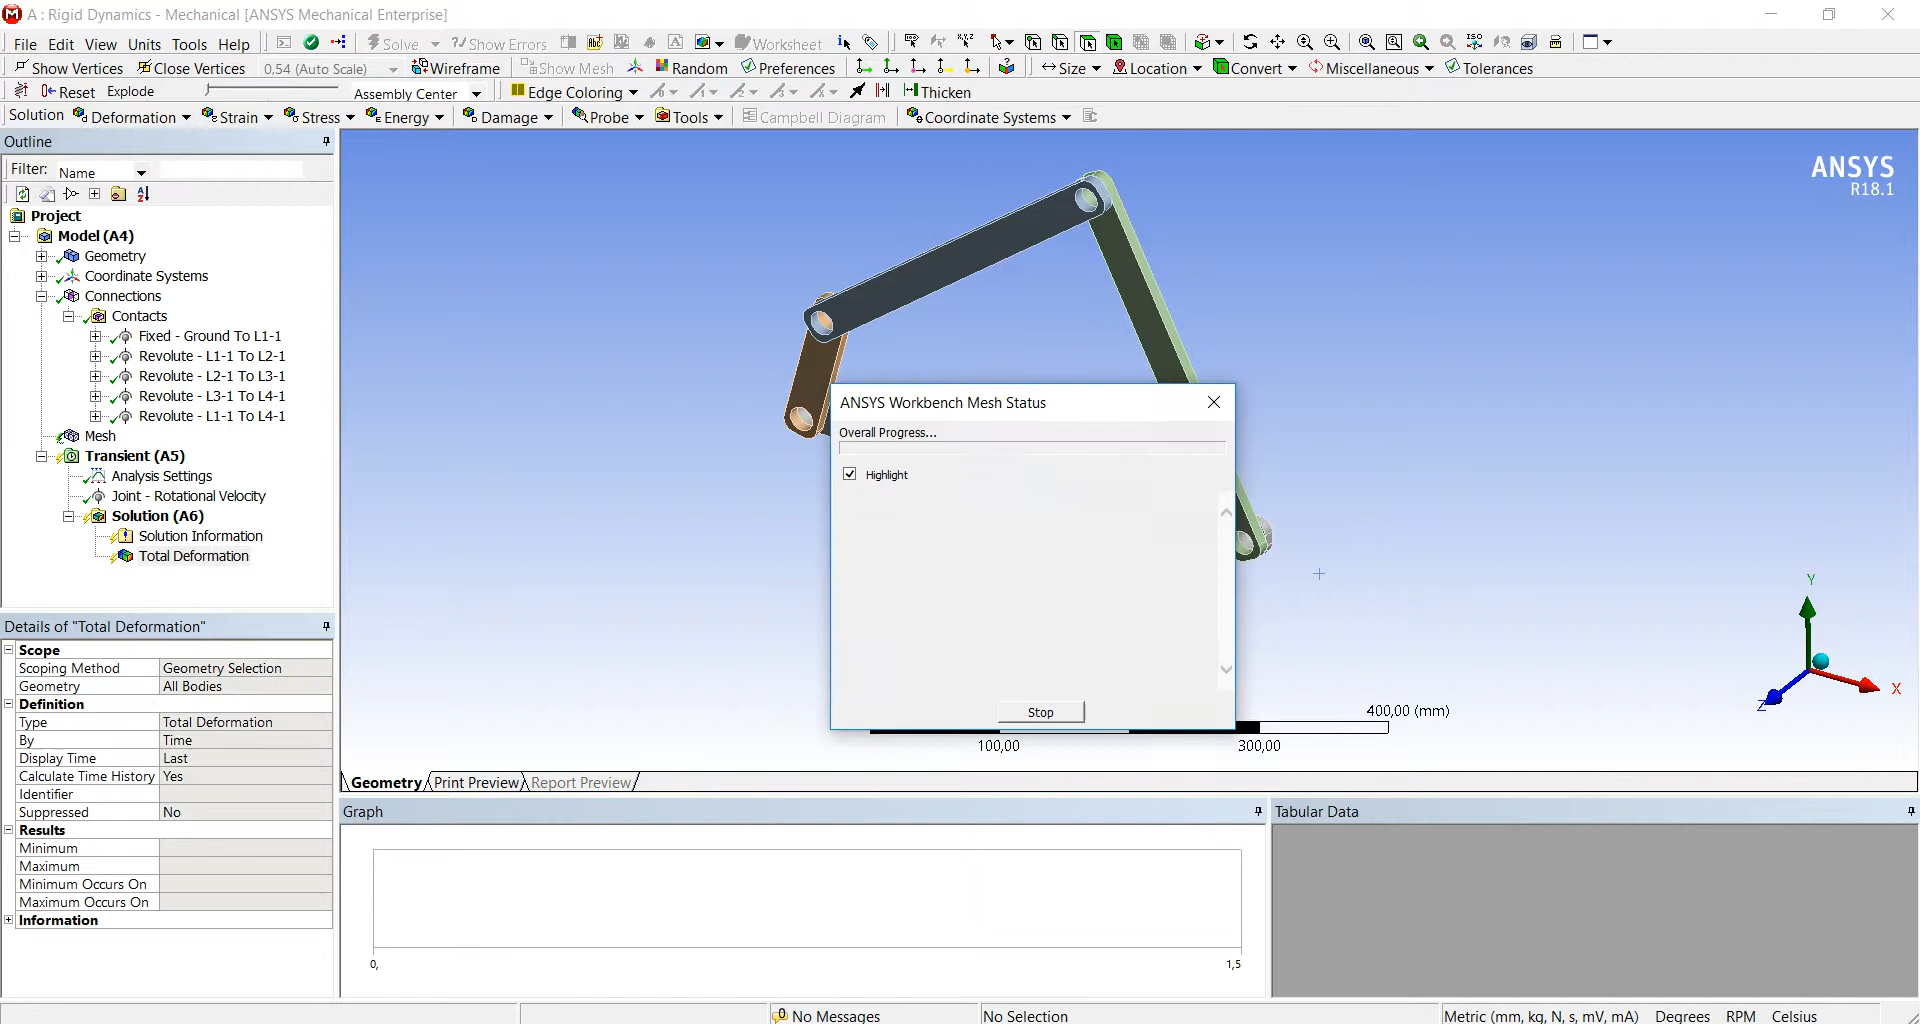 A : Rigid Dynamics - Mechanical [ANSYS Mechanical Enterprise]
File Edit View Units Tools Help Solve Show Errors Worksheet
Show Vertices Close Vertices 0,54 (Auto Scale) Wireframe Show Mesh Random Preferences Size Location Convert Miscellaneous Tolerances
Reset Explode Assembly Center Edge Coloring Thicken
Solution Deformation Strain Stress Energy Damage Probe Tools Campbell Diagram Coordinate Systems
Outline
Filter: Name
Project
Model (A4)
Geometry
Coordinate Systems
Connections
Contacts
Fixed - Ground To L1-1
Revolute - L1-1 To L2-1
Revolute - L2-1 To L3-1
Revolute - L3-1 To L4-1
Revolute - L1-1 To L4-1
Mesh
Transient (A5)
Analysis Settings
Joint - Rotational Velocity
Solution (A6)
Solution Information
Total Deformation
Details of "Total Deformation"
Scope
Scoping Method Geometry Selection
Geometry All Bodies
Definition
Type Total Deformation
By Time
Display Time Last
Calculate Time History Yes
Identifier
Suppressed No
Results
Minimum
Maximum
Minimum Occurs On
Maximum Occurs On
Information
ANSYS
R18.1
ANSYS Workbench Mesh Status
Overall Progress...
Highlight
Stop
400,00 (mm)
100,00 300,00
Y
X
Z
Geometry Print Preview Report Preview
Graph
0, 1,5
Tabular Data
0 No Messages No Selection Metric (mm, kg, N, s, mV, mA) Degrees RPM Celsius